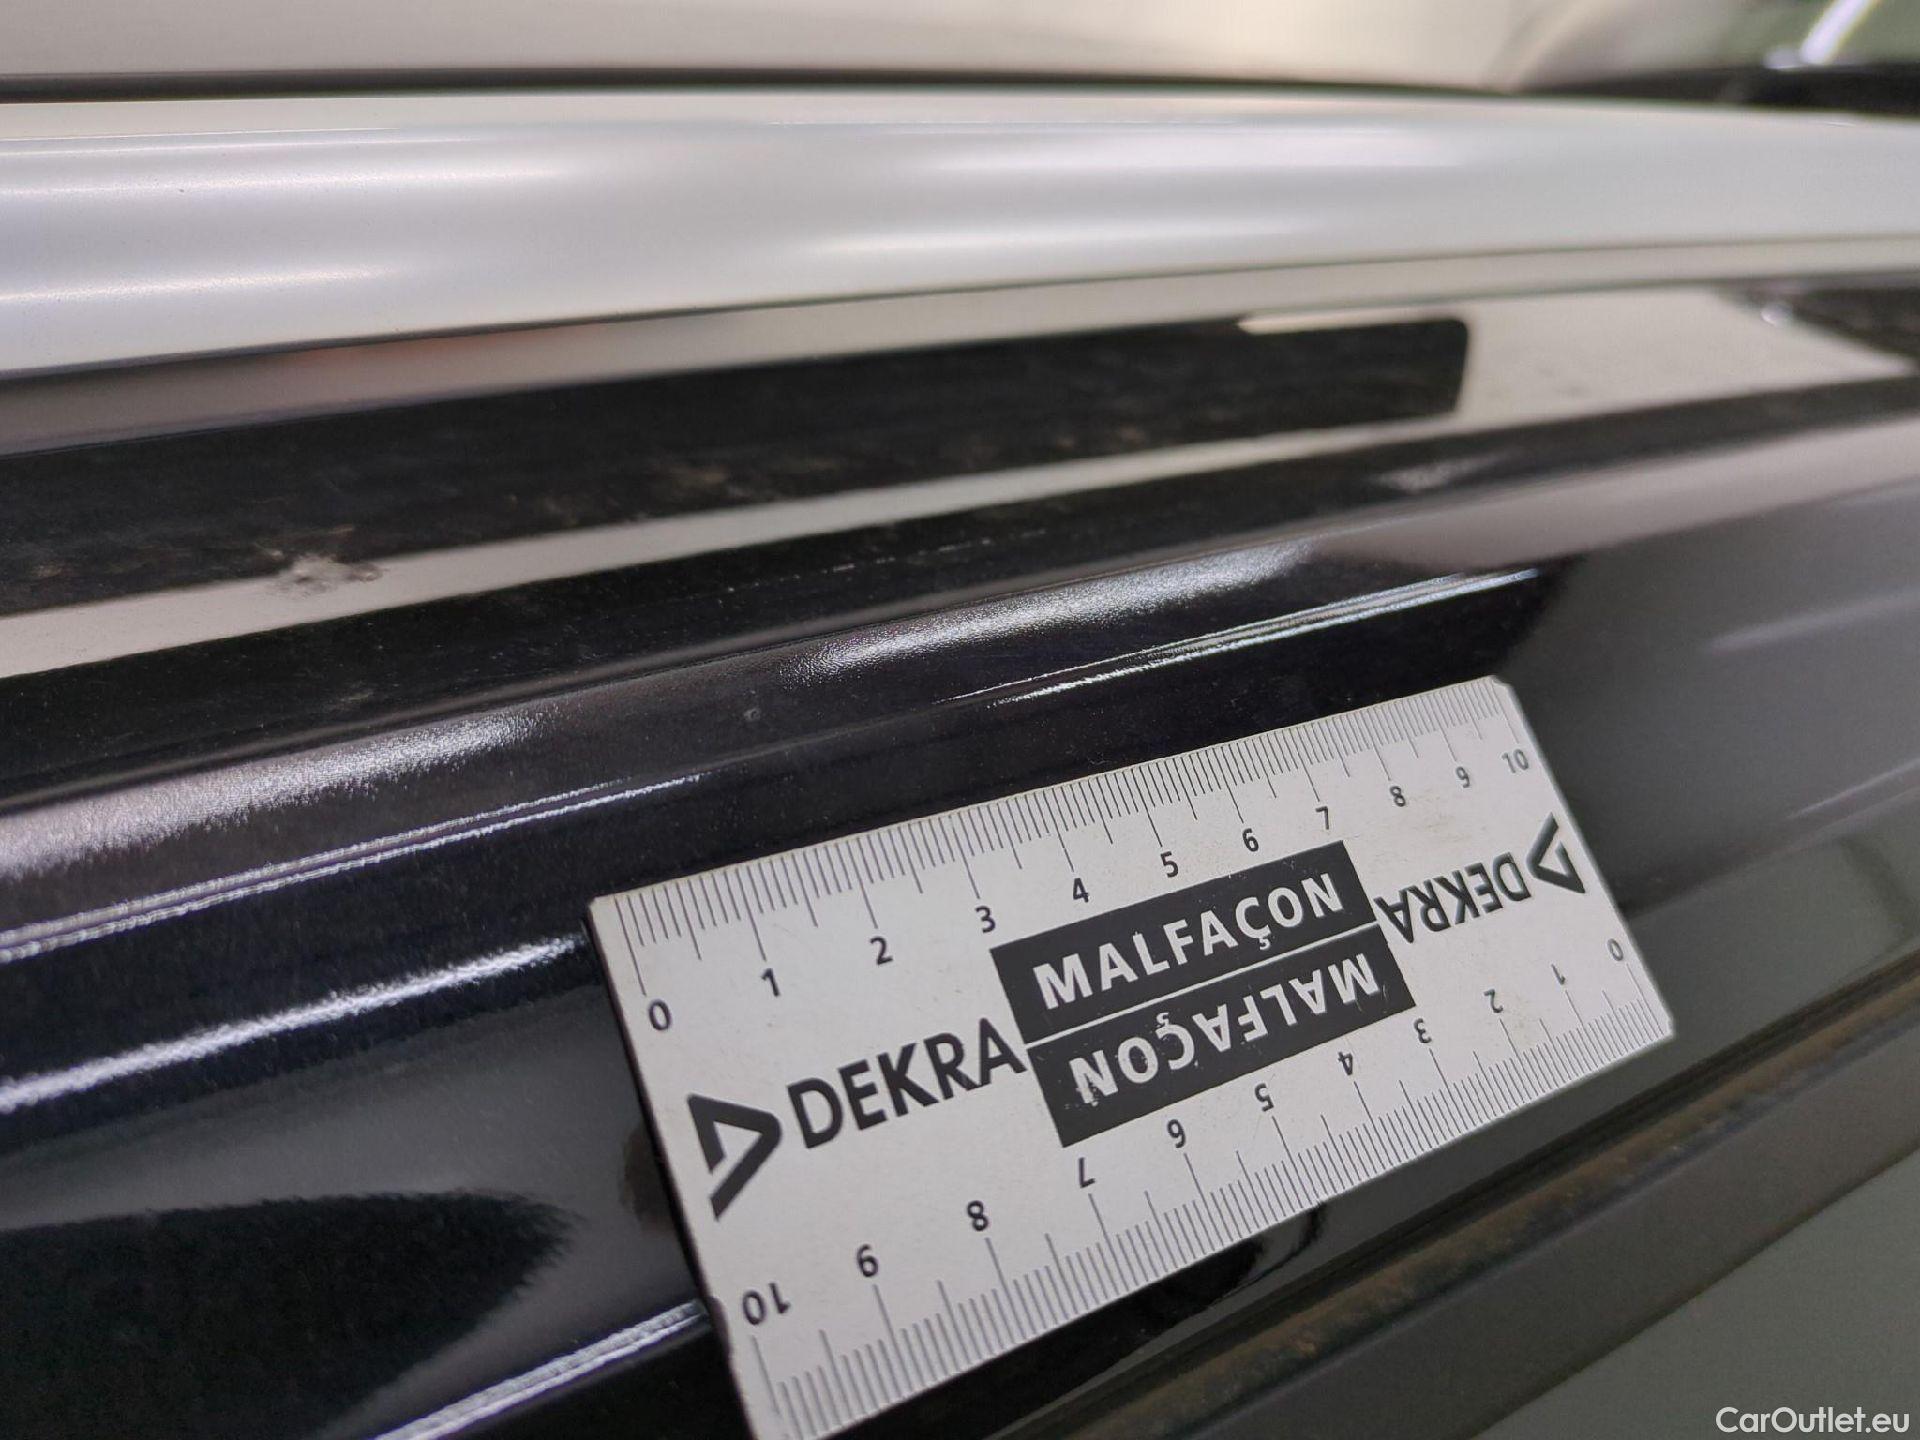 0 1 2 3 4 5 6 7 8 9 10
MALFAÇON
DEKRA
DEKRA
MALFAÇON
10 9 8 7 6 5 4 3 2 1 0
CarOutlet.eu